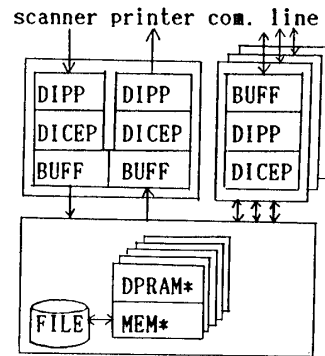 scanner printer com. line
DIPP DIPP BUFF
DICEP DICEP DIPP
BUFF BUFF DICEP
DPRAM*
FILE MEM*